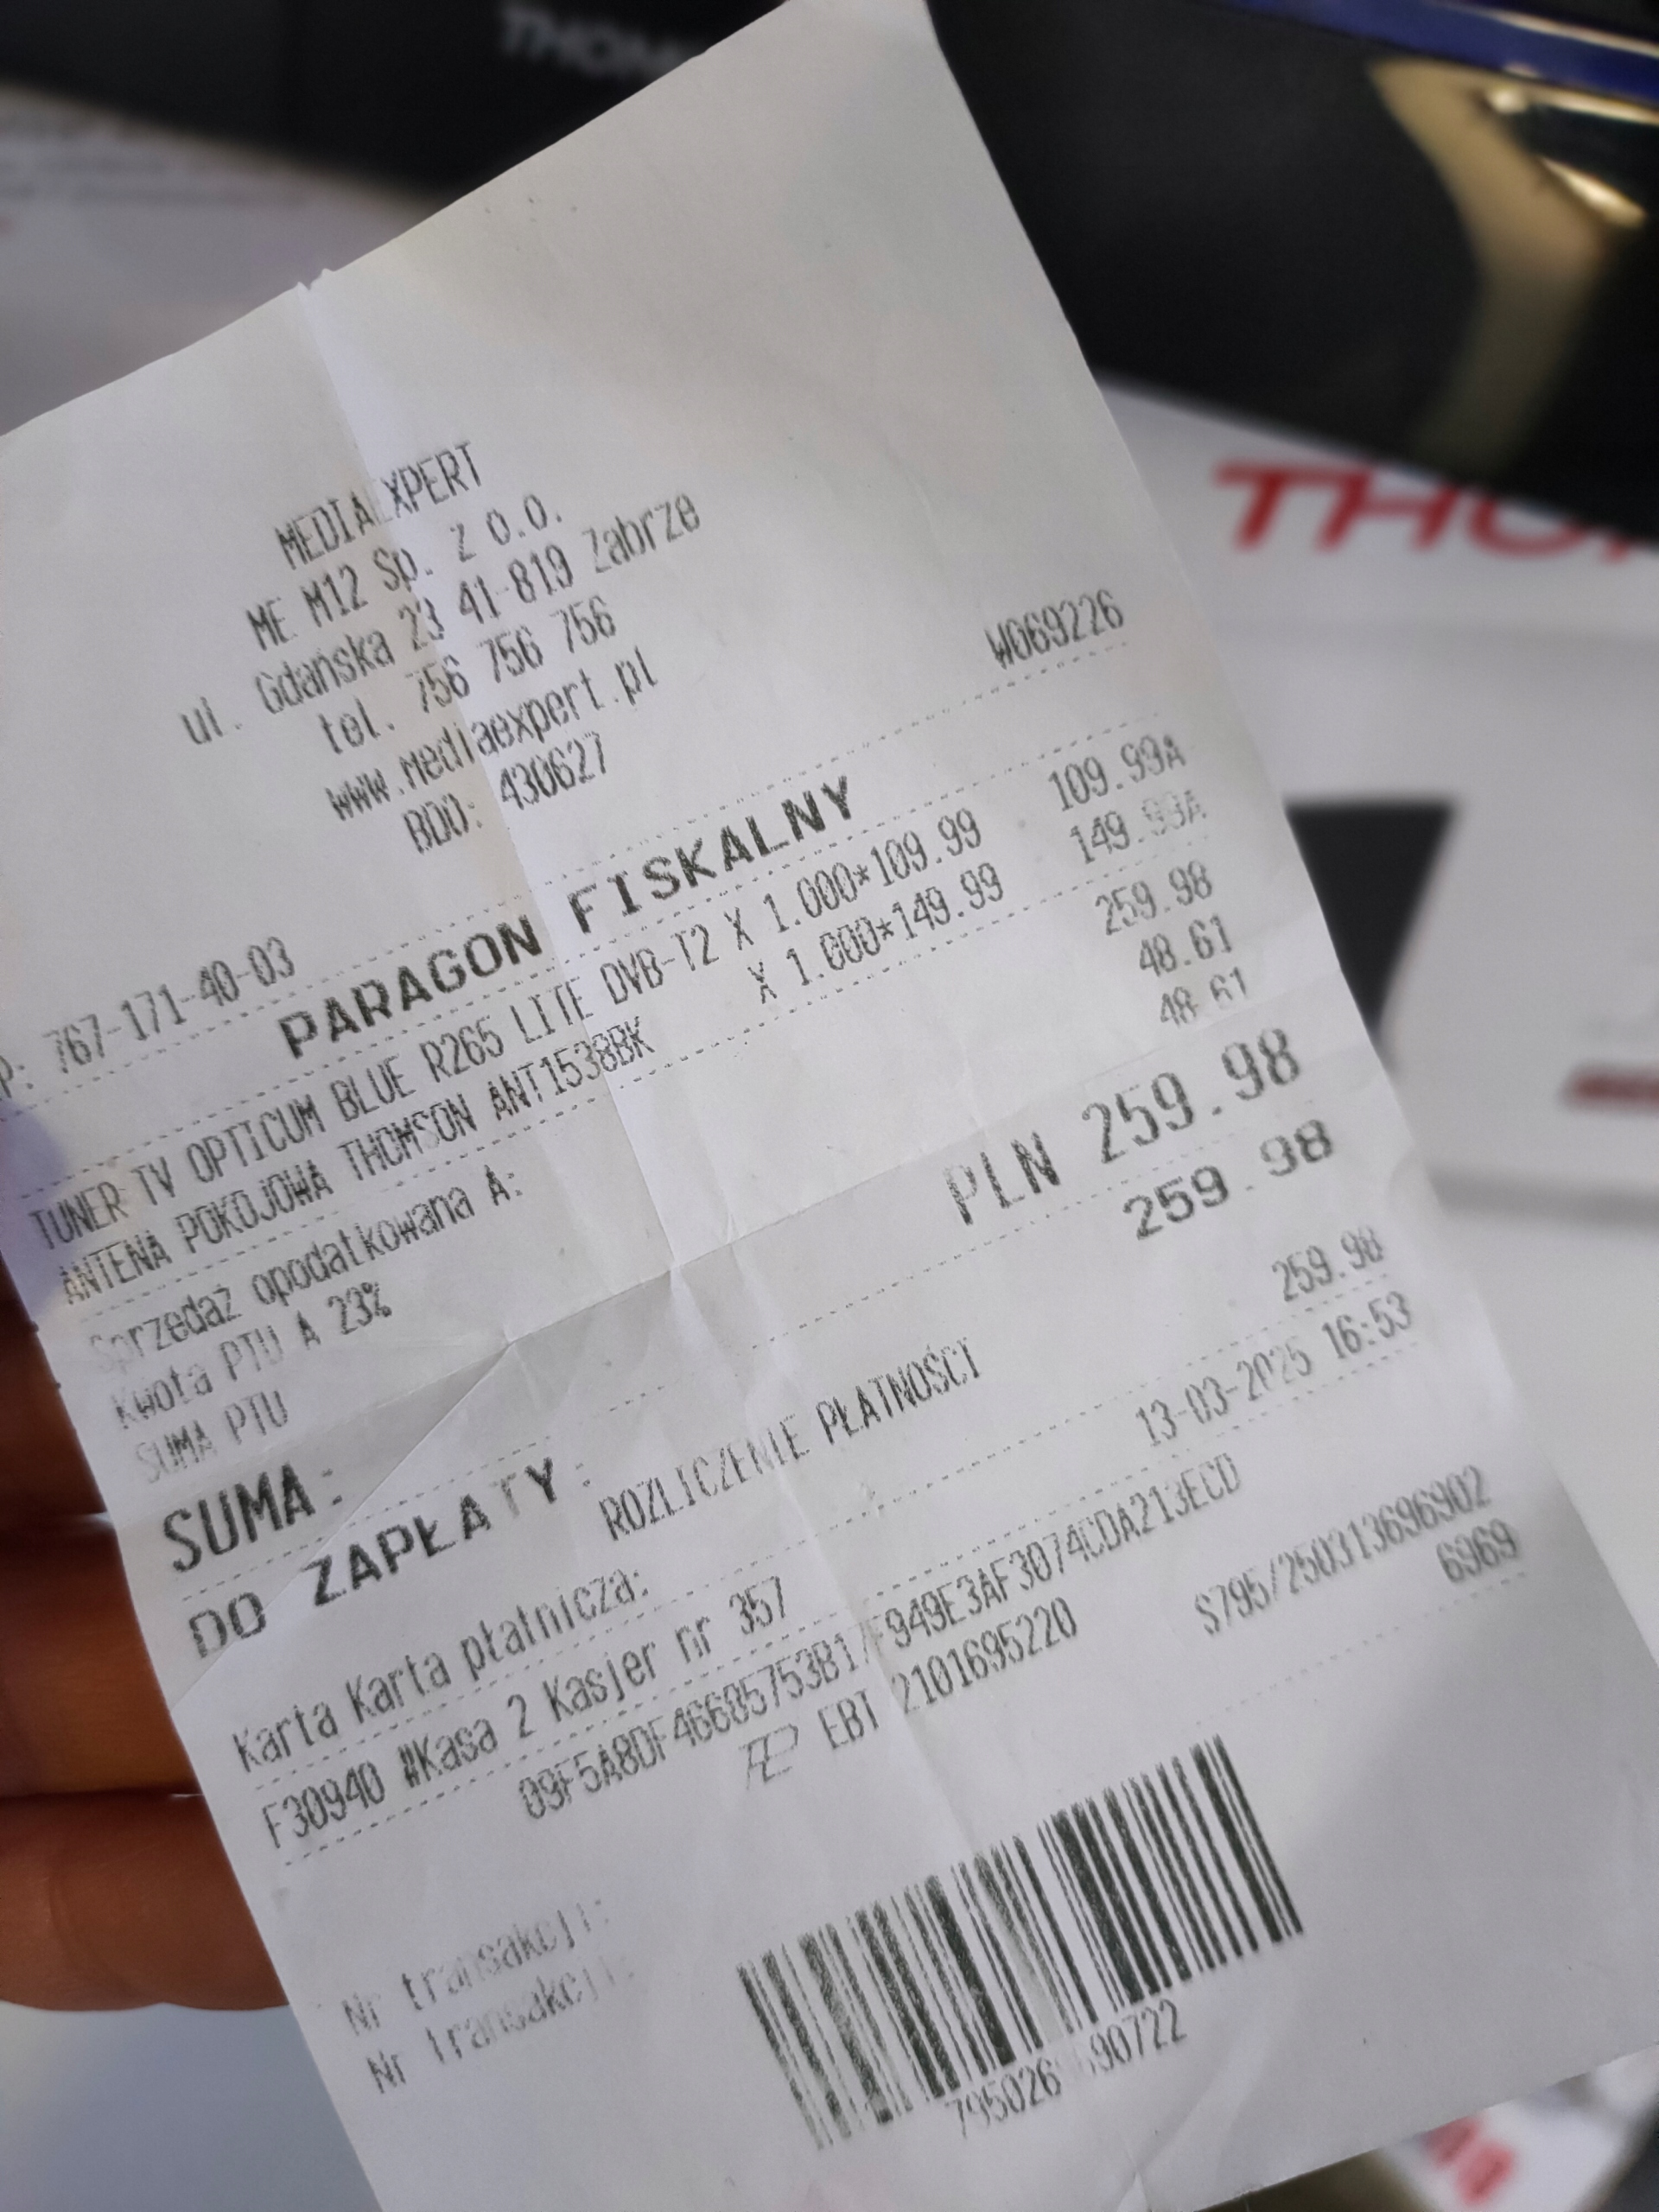 THOM
THO
MEDIAEXPERT
ME M12 Sp. z o.o.
ul. Gdańska 23 41-819 Zabrze
tel. 756 756 756
www.mediaexpert.pl
BDO: 430627
P: 767-171-40-03 W069226
PARAGON FISKALNY
TUNER TV OPTICUM BLUE R265 LITE DVB-T2 X 1.000*109.99 109.99A
ANTENA POKOJOWA THOMSON ANT1538BK X 1.000*149.99 149.99A
Sprzedaż opodatkowana A: 259.98
Kwota PTU A 23% 48.61
SUMA PTU 48.61
SUMA: PLN 259.98
DO ZAPŁATY: 259.98
ROZLICZENIE PŁATNOŚCI
Karta Karta płatnicza: 259.98
F30940 #Kasa 2 Kasjer nr 357 13-03-2025 16:53
EBT 2101695220
Nr transakcji: S795/250313696902
Nr transakcji: 6969